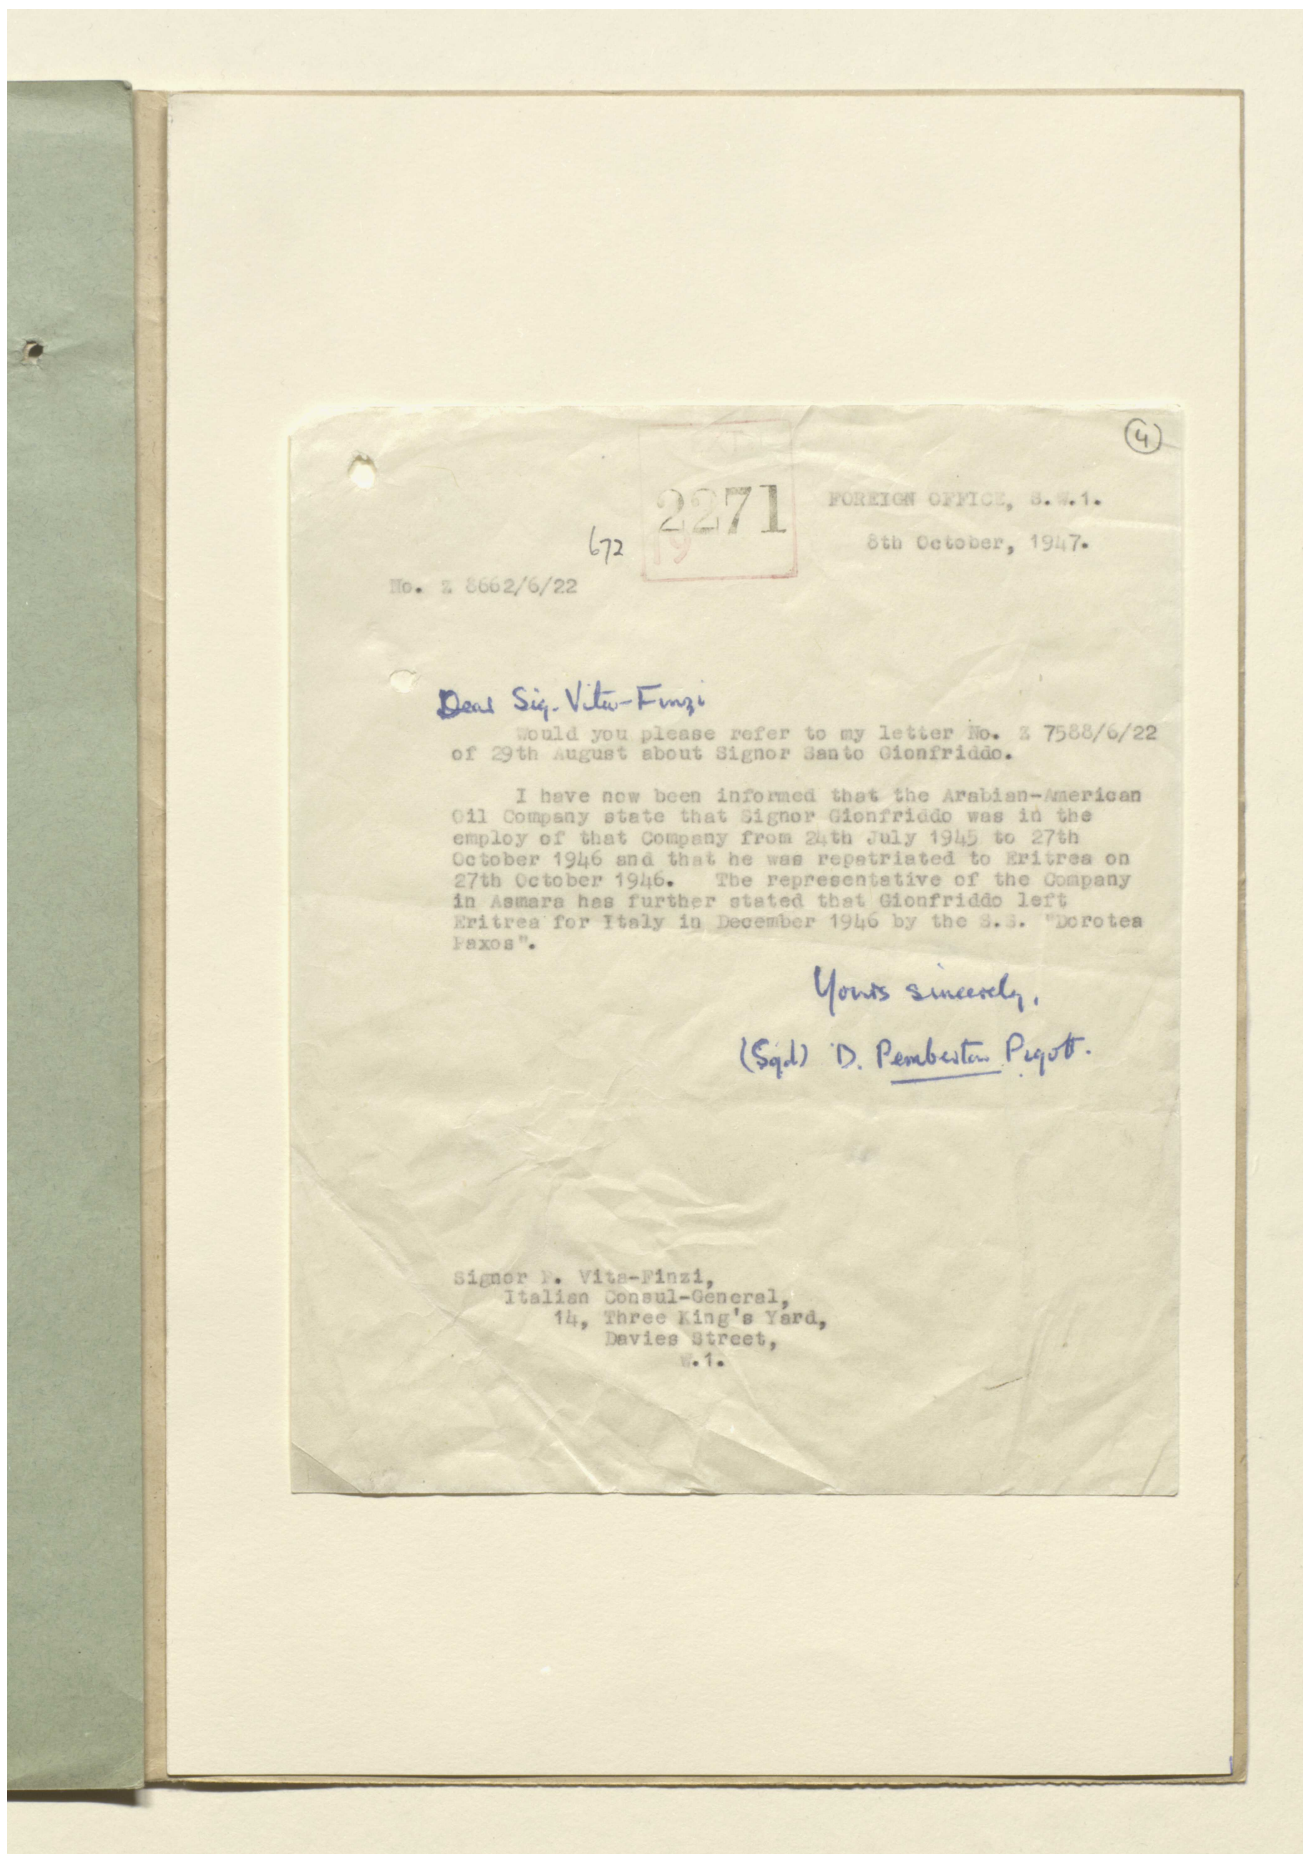 4
2271
FOREIGN OFFICE, S.W.1.
672
19
8th October, 1947.
No. Z 8662/6/22
Dear Sig. Vita-Finzi
Would you please refer to my letter No. Z 7588/6/22
of 29th August about Signor Santo Gionfriddo.
I have now been informed that the Arabian-American
Oil Company state that Signor Gionfriddo was in the
employ of that Company from 24th July 1945 to 27th
October 1946 and that he was repatriated to Eritrea on
27th October 1946. The representative of the Company
in Asmara has further stated that Gionfriddo left
Eritrea for Italy in December 1946 by the S.S. "Dorotea
Paxos".
Yours sincerely,
(Sgd) D. Pemberton Pigott.
Signor P. Vita-Finzi,
Italian Consul-General,
14, Three King's Yard,
Davies Street,
W.1.